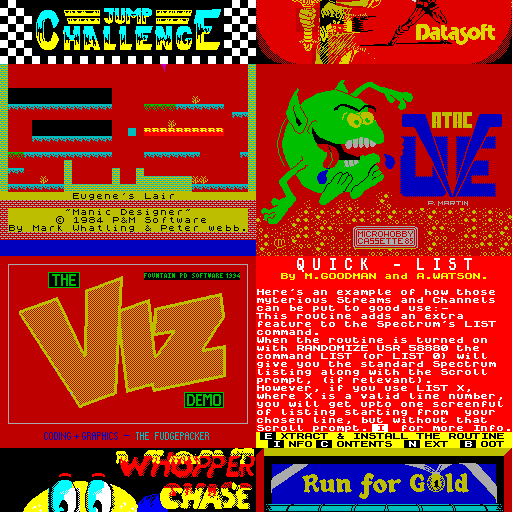 JUMP
CHALLENGE
Datasoft
Eugene's Lair
"Manic Designer"
© 1984 P&M Software
By Mark Whatling & Peter webb.
ATAC
LVE
P. MARTIN
MICROHOBBY
CASSETTE 85
THE
FOUNTAIN PD SOFTWARE 1994
VIZ
DEMO
CODING+GRAPHICS -- THE FUDGEPACKER
QUICK - LIST
By M.GOODMAN and A.WATSON.
Here's an example of how those
myterious Streams and Channels
can be put to good use:-
This routine adds an extra
feature to the Spectrum's LIST
command.
When the routine is turned on
with RANDOMIZE USR 58880 the
command LIST (or LIST 0) will
give you the standard Spectrum
listing along with the Scroll
prompt, (if relevant).
However, if you use LIST X,
where X is a valid line number,
you will get upto one screenful
of listing starting from your
chosen line, but without that
Scroll prompt. I for more Info.
E XTRACT & INSTALL THE ROUTINE
I NFO C ONTENTS N EXT B OOT
WHOPPER
CHASE
Run for Gold